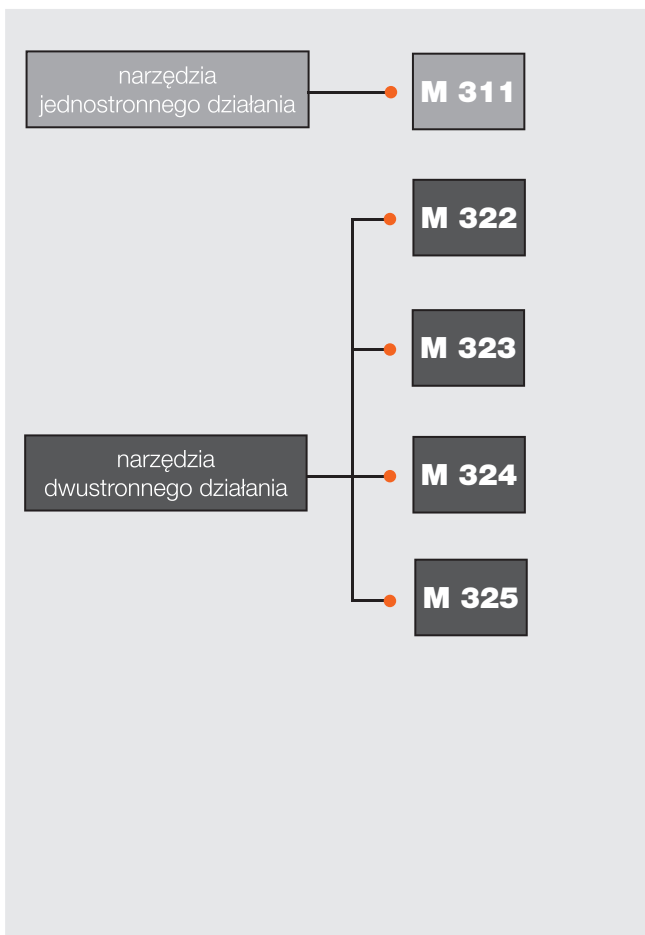 narzędzia
jednostronnego działania
M 311
M 322
M 323
narzędzia
dwustronnego działania
M 324
M 325